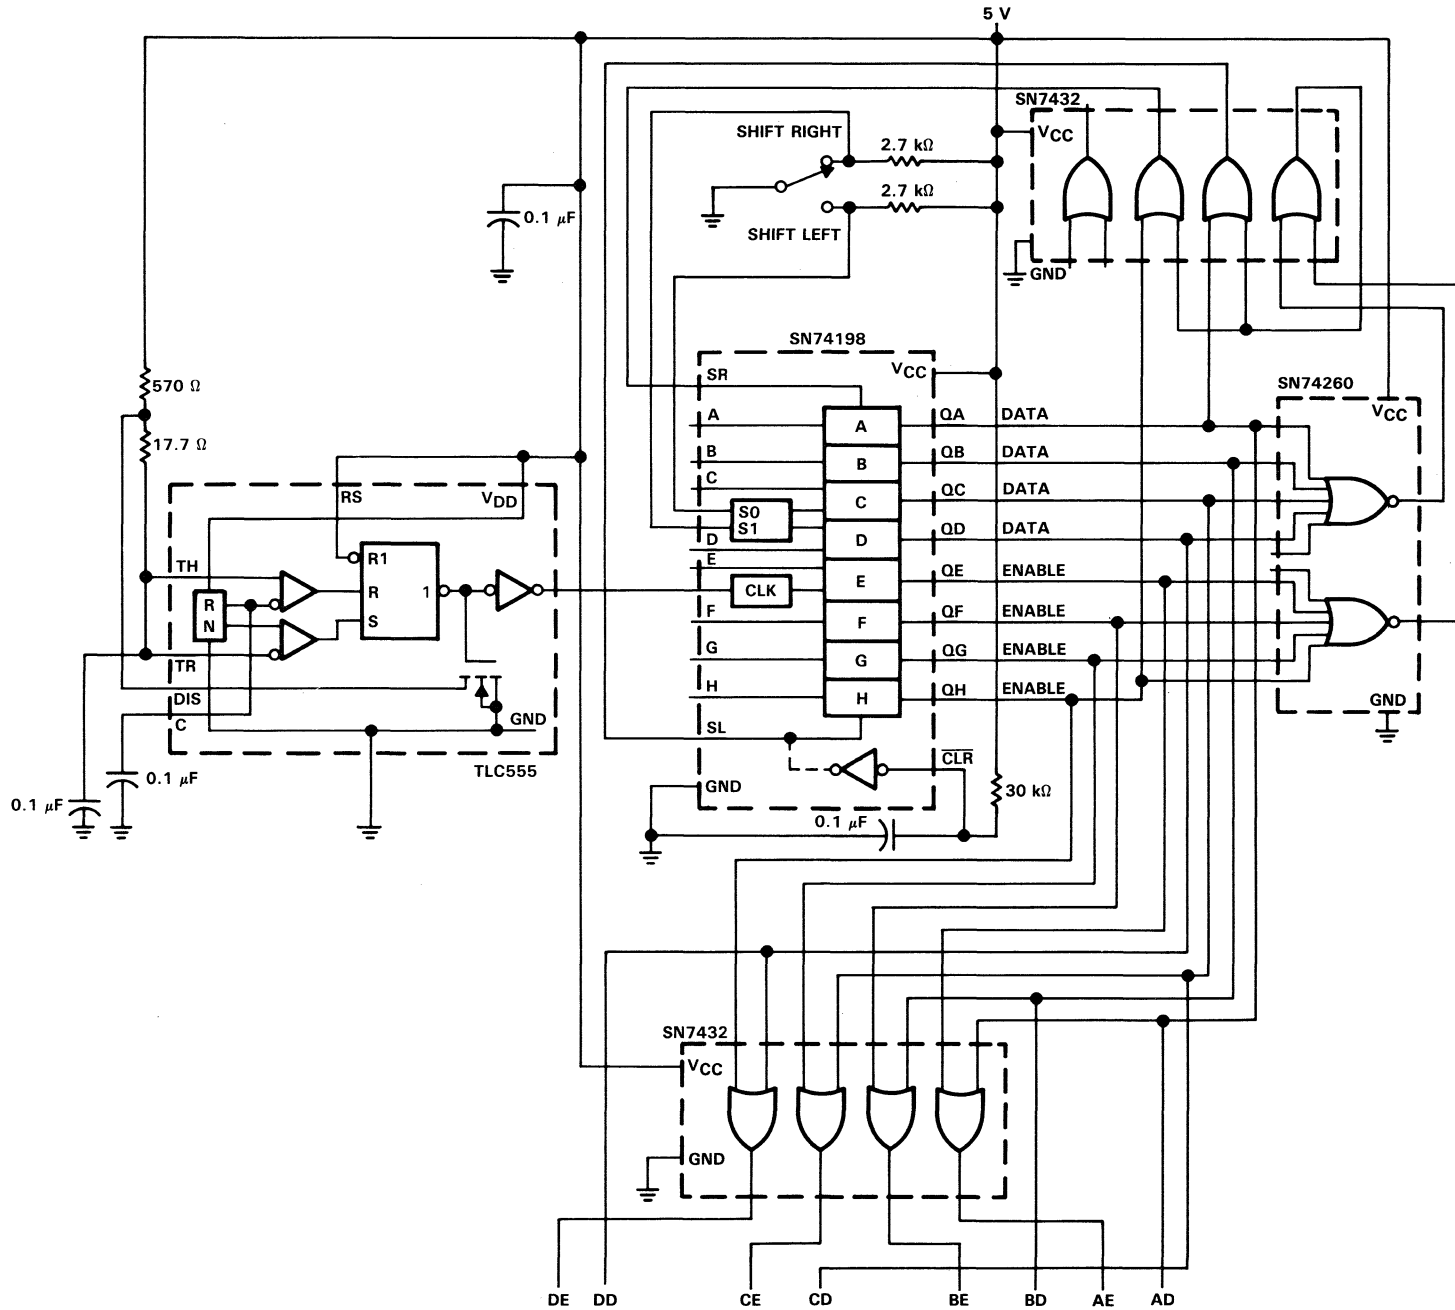 5 V
SN7432
VCC
SHIFT RIGHT
2.7 kΩ
2.7 kΩ
0.1 μF
SHIFT LEFT
GND
SN74198
VCC
SR
570 Ω
SN74260
VCC
A
A
QA DATA
17.7 Ω
B
B
QB DATA
C
C
QC DATA
RS
VDD
S0
S1
D
D
QD DATA
R1
E
E
QE ENABLE
TH
R
1
CLK
R
N
S
F
F
QF ENABLE
G
G
QG ENABLE
TR
H
H
QH ENABLE
DIS
GND
GND
C
SL
CLR
TLC555
0.1 μF
GND
30 kΩ
0.1 μF
0.1 μF
SN7432
VCC
GND
DE DD CE CD BE BD AE AD